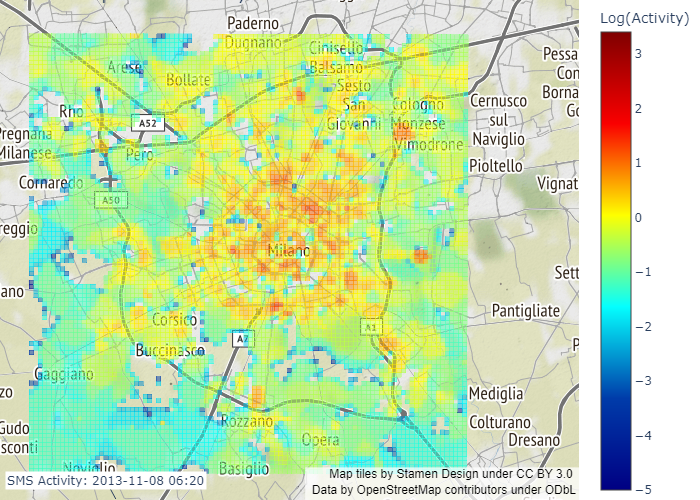 Log(Activity)
Paderno
Dugnano
Cinisello
Balsamo
Arese
Bollate
Sesto
San
Giovanni
Pessa
Con
Borna
Go
Rho
A52
Cologno
Monzese
Cernusco
sul
Naviglio
Pregnana
Milanese
Pero
Vimodrone
Pioltello
Cornaredo
Vignat
A50
reggio
Milano
Sett
ano
Pantigliate
Corsico
A1
A7
P
Buccinasco
Gaggiano
zo
Mediglia
Gudo
sconti
Rozzano
Colturano
Dresano
Opera
Noviglio
Basiglio
SMS Activity: 2013-11-08 06:20
Map tiles by Stamen Design under CC BY 3.0
Data by OpenStreetMap contributors under ODbL
3
2
1
0
−1
−2
−3
−4
−5